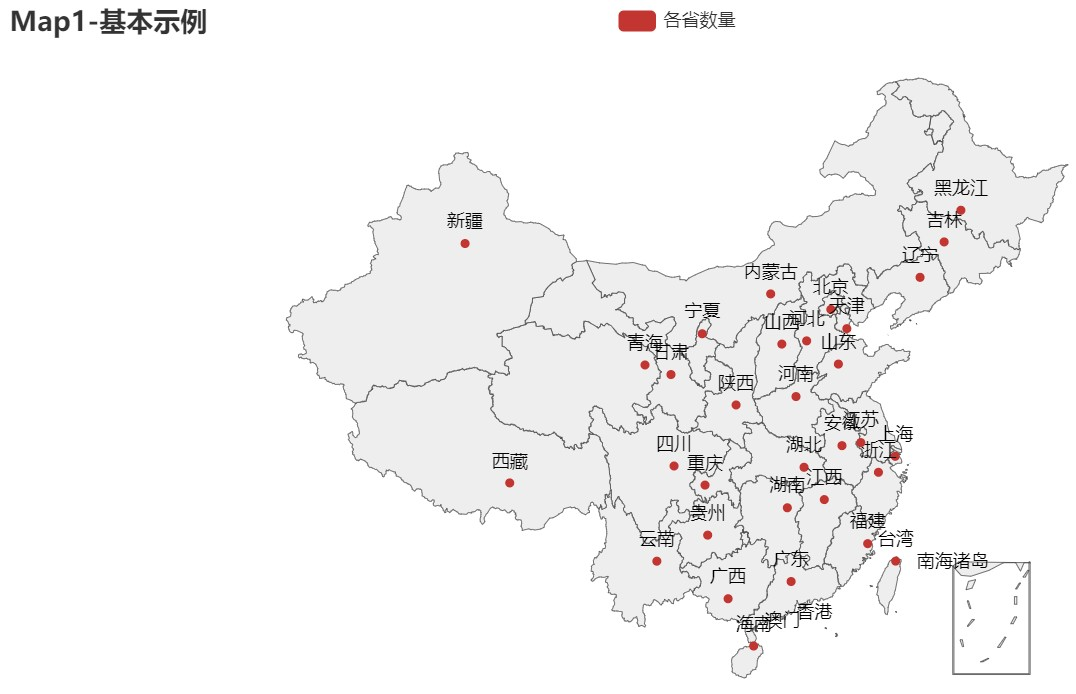 Map1-基本示例
各省数量
黑龙江
新疆
吉林
辽宁
内蒙古
北京
宁夏
天津
山西
河北
青海
甘肃
山东
陕西
河南
安徽
江苏
上海
四川
湖北
浙江
西藏
重庆
湖南
江西
贵州
福建
云南
台湾
广东
南海诸岛
广西
香港
海南
澳门